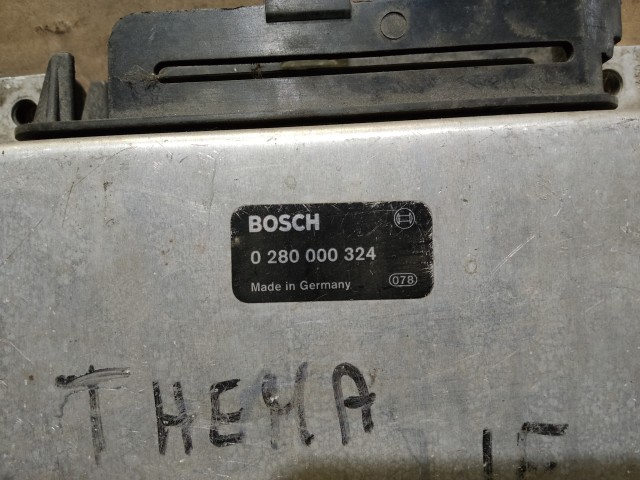 BOSCH
0 280 000 324
Made in Germany 078
THEMA